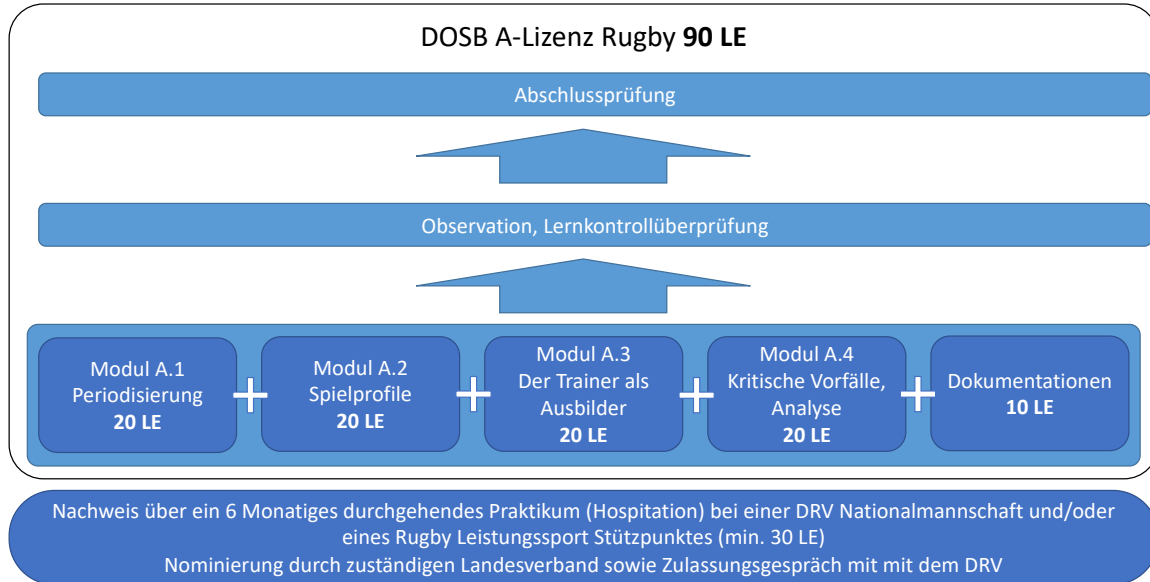 DOSB A-Lizenz Rugby 90 LE
Abschlussprüfung
Observation, Lernkontrollüberprüfung
Modul A.1
Periodisierung
20 LE
+
Modul A.2
Spielprofile
20 LE
+
Modul A.3
Der Trainer als
Ausbilder
20 LE
+
Modul A.4
Kritische Vorfälle,
Analyse
20 LE
+
Dokumentationen
10 LE
Nachweis über ein 6 Monatiges durchgehendes Praktikum (Hospitation) bei einer DRV Nationalmannschaft und/oder
eines Rugby Leistungssport Stützpunktes (min. 30 LE)
Nominierung durch zuständigen Landesverband sowie Zulassungsgespräch mit mit dem DRV